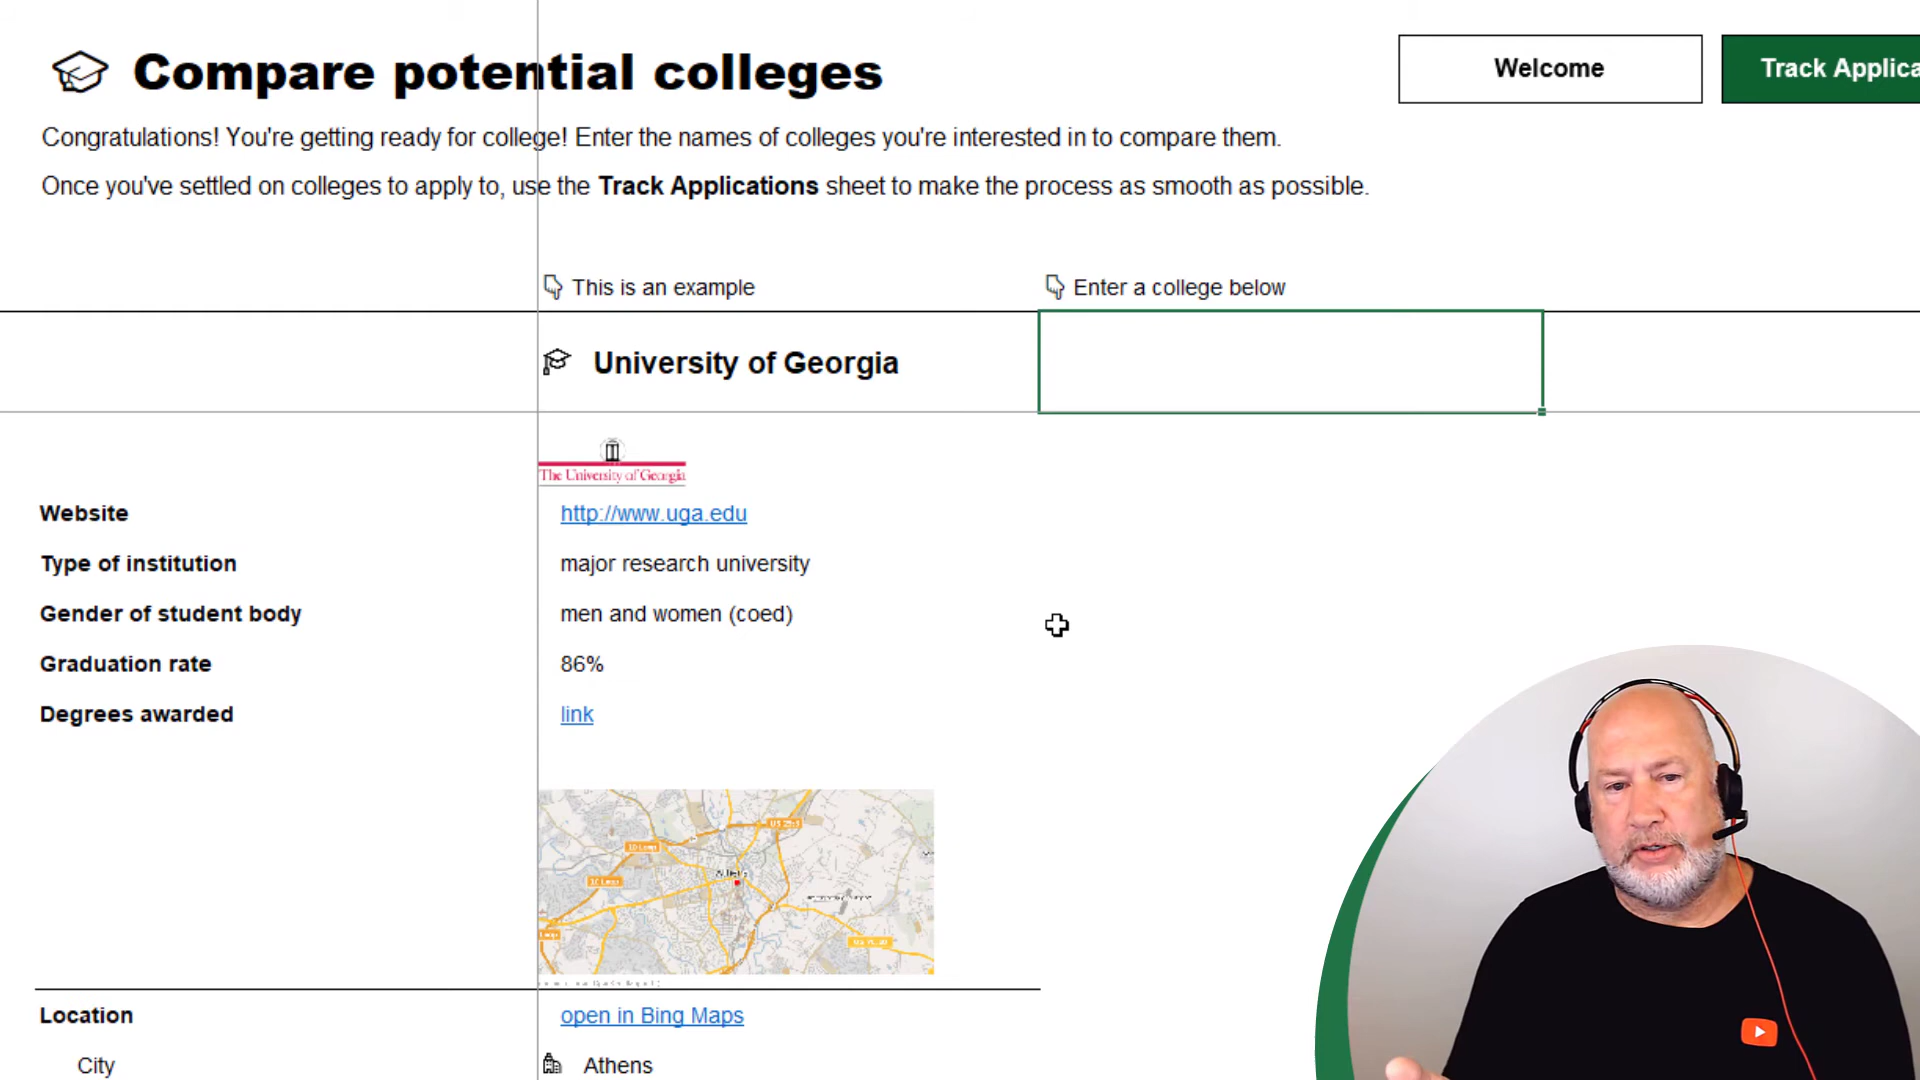 Compare potential colleges
Welcome
Track Applica
Congratulations! You're getting ready for college! Enter the names of colleges you're interested in to compare them.
Once you've settled on colleges to apply to, use the Track Applications sheet to make the process as smooth as possible.
This is an example
Enter a college below
University of Georgia
The University of Georgia
Website
http://www.uga.edu
Type of institution
major research university
Gender of student body
men and women (coed)
Graduation rate
86%
Degrees awarded
link
Location
open in Bing Maps
City
Athens